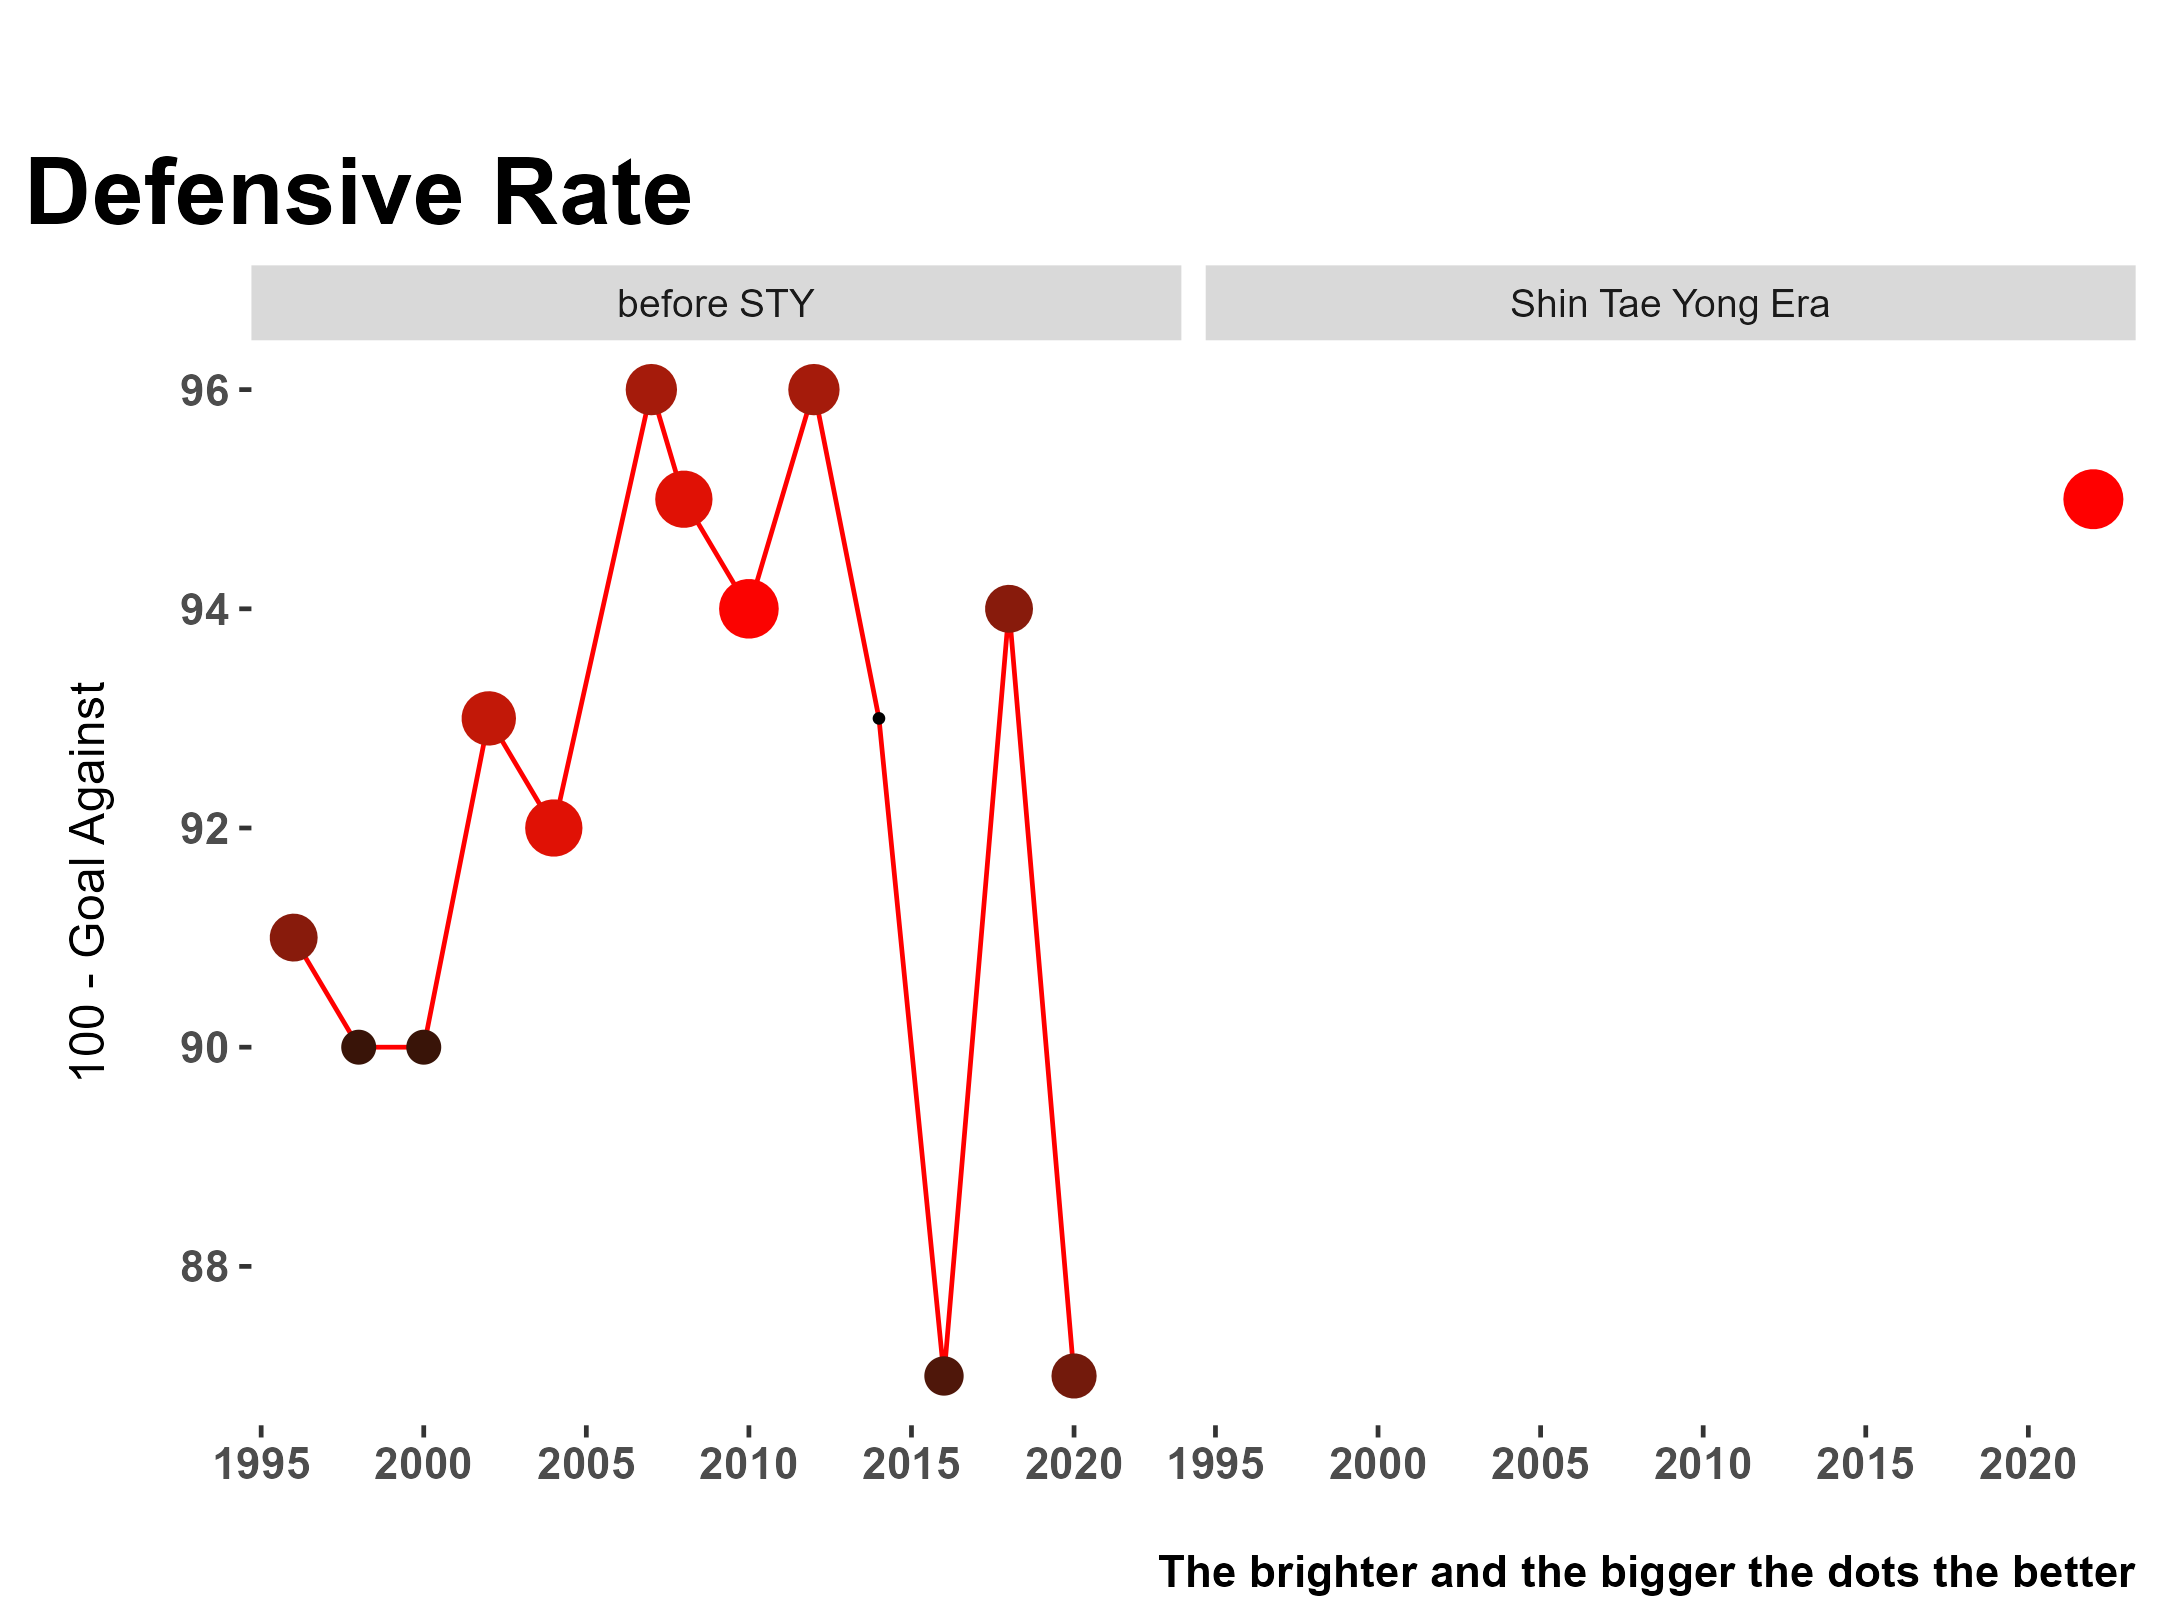 Defensive Rate
before STY
Shin Tae Yong Era
100 - Goal Against
96
94
92
90
88
1995 2000 2005 2010 2015 2020 1995 2000 2005 2010 2015 2020
The brighter and the bigger the dots the better